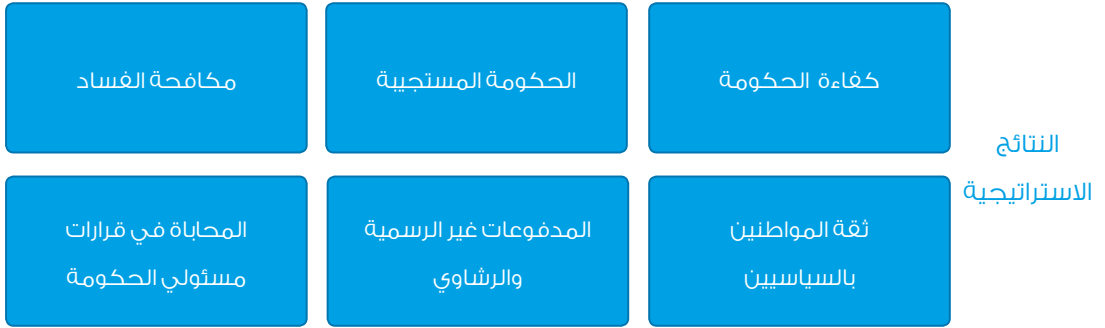 النتائج
الاستراتيجية
كفاءة الحكومة
الحكومة المستجيبة
مكافحة الفساد
ثقة المواطنين
بالسياسيين
المدفوعات غير الرسمية
والرشاوي
المحاباة في قرارات
مسئولي الحكومة